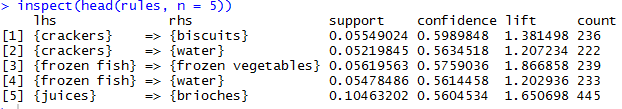 > inspect(head(rules, n = 5))
    lhs              rhs                 support    confidence lift     count
[1] {crackers}    => {biscuits}          0.05549024 0.5989848  1.381498 236
[2] {crackers}    => {water}             0.05219845 0.5634518  1.207234 222
[3] {frozen fish} => {frozen vegetables} 0.05619563 0.5759036  1.866858 239
[4] {frozen fish} => {water}             0.05478486 0.5614458  1.202936 233
[5] {juices}      => {brioches}          0.10463202 0.5604534  1.650698 445